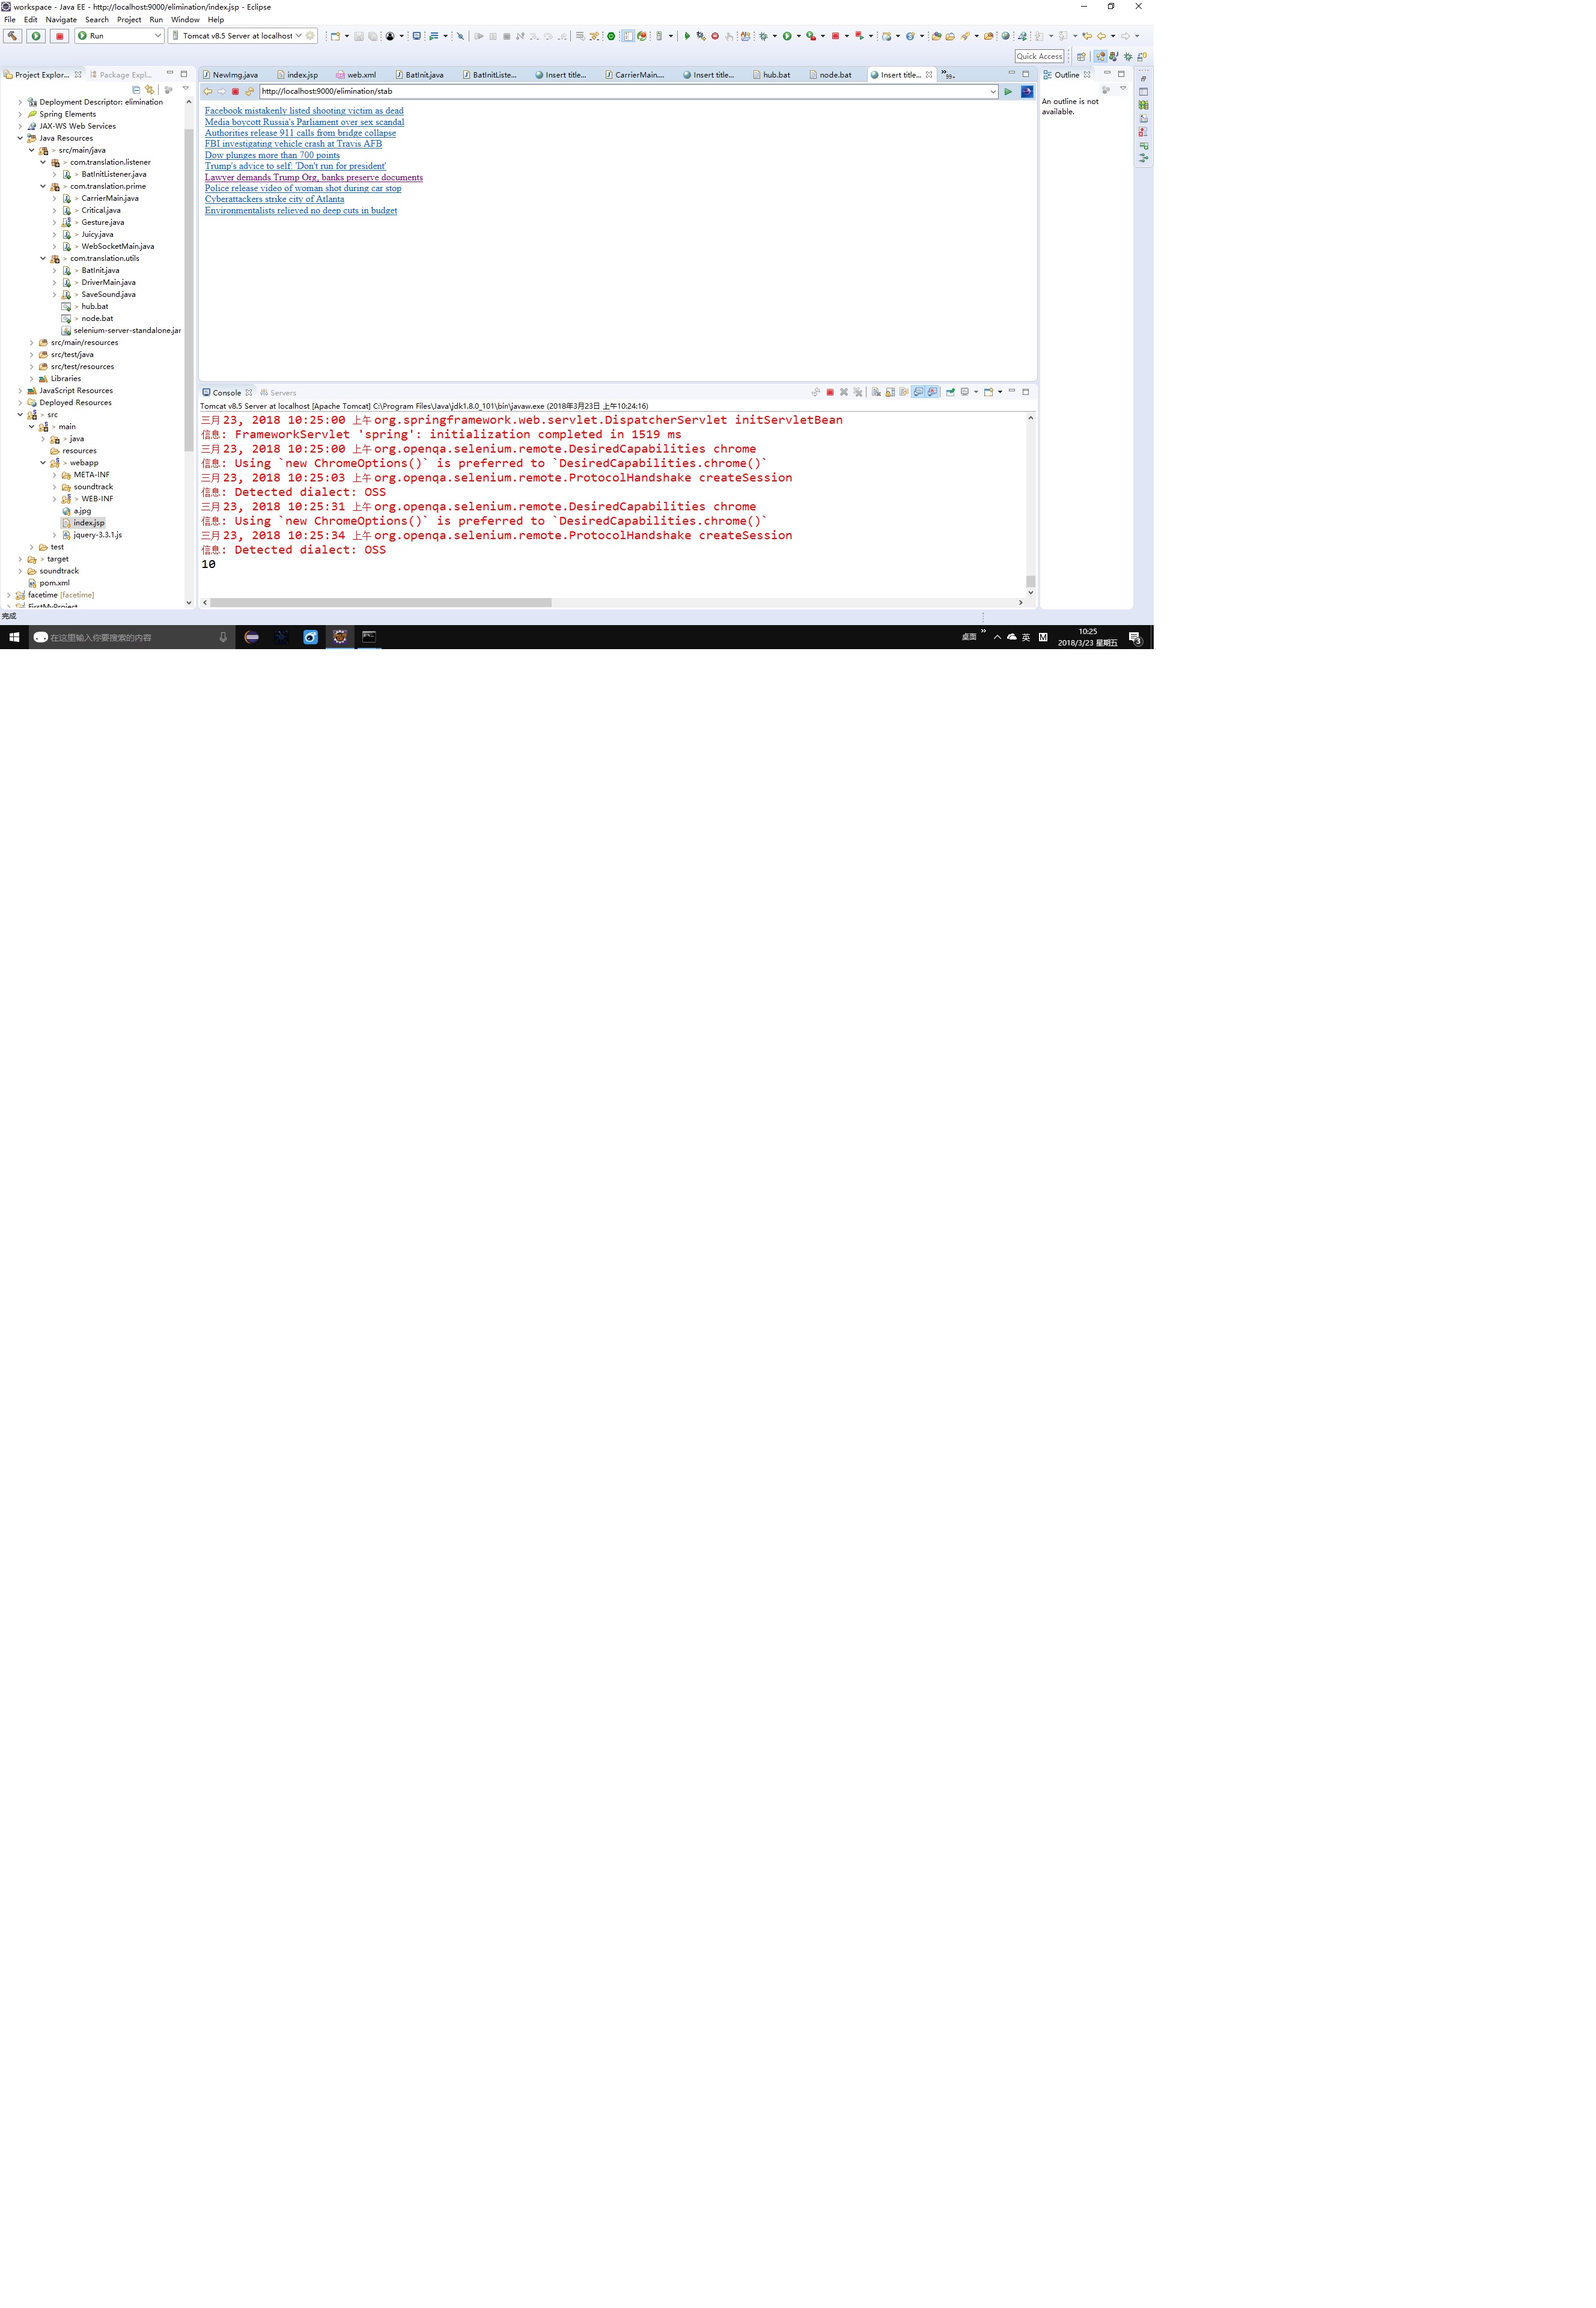 workspace - Java EE - http://localhost:9000/elimination/index.jsp - Eclipse
File Edit Navigate Search Project Run Window Help
Run
Tomcat v8.5 Server at localhost
Quick Access
Project Explor...
Package Expl...
Deployment Descriptor: elimination
Spring Elements
JAX-WS Web Services
Java Resources
> src/main/java
> com.translation.listener
> BatInitListener.java
> com.translation.prime
> CarrierMain.java
> Critical.java
> Gesture.java
> Juicy.java
> WebSocketMain.java
> com.translation.utils
> BatInit.java
> DriverMain.java
> SaveSound.java
> hub.bat
> node.bat
selenium-server-standalone.jar
src/main/resources
src/test/java
src/test/resources
Libraries
JavaScript Resources
Deployed Resources
> src
> main
> java
resources
> webapp
META-INF
soundtrack
> WEB-INF
a.jpg
index.jsp
jquery-3.3.1.js
test
> target
soundtrack
pom.xml
facetime [facetime]
FirstMyProject
NewImg.java index.jsp web.xml BatInit.java BatInitListe... Insert title... CarrierMain.... Insert title... hub.bat node.bat Insert title... »99+
http://localhost:9000/elimination/stab
Facebook mistakenly listed shooting victim as dead
Media boycott Russia's Parliament over sex scandal
Authorities release 911 calls from bridge collapse
FBI investigating vehicle crash at Travis AFB
Dow plunges more than 700 points
Trump's advice to self: 'Don't run for president'
Lawyer demands Trump Org, banks preserve documents
Police release video of woman shot during car stop
Cyberattackers strike city of Atlanta
Environmentalists relieved no deep cuts in budget
Outline
An outline is not
available.
Console Servers
Tomcat v8.5 Server at localhost [Apache Tomcat] C:\Program Files\Java\jdk1.8.0_101\bin\javaw.exe (2018年3月23日 上午10:24:16)
三月 23, 2018 10:25:00 上午 org.springframework.web.servlet.DispatcherServlet initServletBean
信息: FrameworkServlet 'spring': initialization completed in 1519 ms
三月 23, 2018 10:25:00 上午 org.openqa.selenium.remote.DesiredCapabilities chrome
信息: Using `new ChromeOptions()` is preferred to `DesiredCapabilities.chrome()`
三月 23, 2018 10:25:03 上午 org.openqa.selenium.remote.ProtocolHandshake createSession
信息: Detected dialect: OSS
三月 23, 2018 10:25:31 上午 org.openqa.selenium.remote.DesiredCapabilities chrome
信息: Using `new ChromeOptions()` is preferred to `DesiredCapabilities.chrome()`
三月 23, 2018 10:25:34 上午 org.openqa.selenium.remote.ProtocolHandshake createSession
信息: Detected dialect: OSS
10
完成
在这里输入你要搜索的内容
桌面
英
M
10:25
2018/3/23 星期五
3